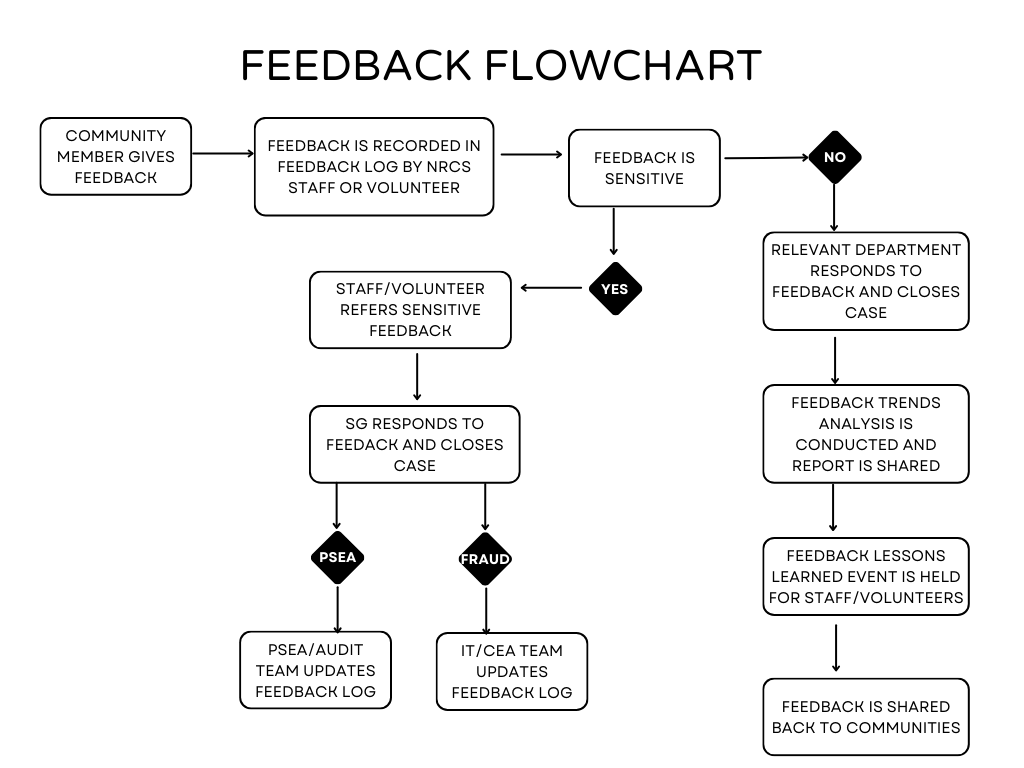 FEEDBACK FLOWCHART
COMMUNITY
MEMBER GIVES
FEEDBACK
FEEDBACK IS RECORDED IN
FEEDBACK LOG BY NRCS
STAFF OR VOLUNTEER
FEEDBACK IS
SENSITIVE
NO
RELEVANT DEPARTMENT
RESPONDS TO
FEEDBACK AND CLOSES
CASE
YES
STAFF/VOLUNTEER
REFERS SENSITIVE
FEEDBACK
SG RESPONDS TO
FEEDACK AND CLOSES
CASE
FEEDBACK TRENDS
ANALYSIS IS
CONDUCTED AND
REPORT IS SHARED
PSEA
FRAUD
FEEDBACK LESSONS
LEARNED EVENT IS HELD
FOR STAFF/VOLUNTEERS
PSEA/AUDIT
TEAM UPDATES
FEEDBACK LOG
IT/CEA TEAM
UPDATES
FEEDBACK LOG
FEEDBACK IS SHARED
BACK TO COMMUNITIES